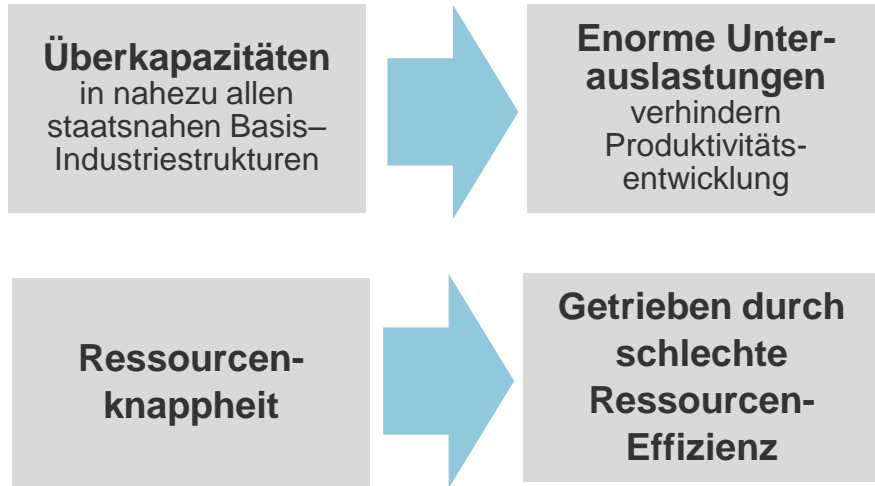 Überkapazitäten
in nahezu allen
staatsnahen Basis–
Industriestrukturen
Enorme Unter-
auslastungen
verhindern
Produktivitäts-
entwicklung
Ressourcen-
knappheit
Getrieben durch
schlechte
Ressourcen-
Effizienz